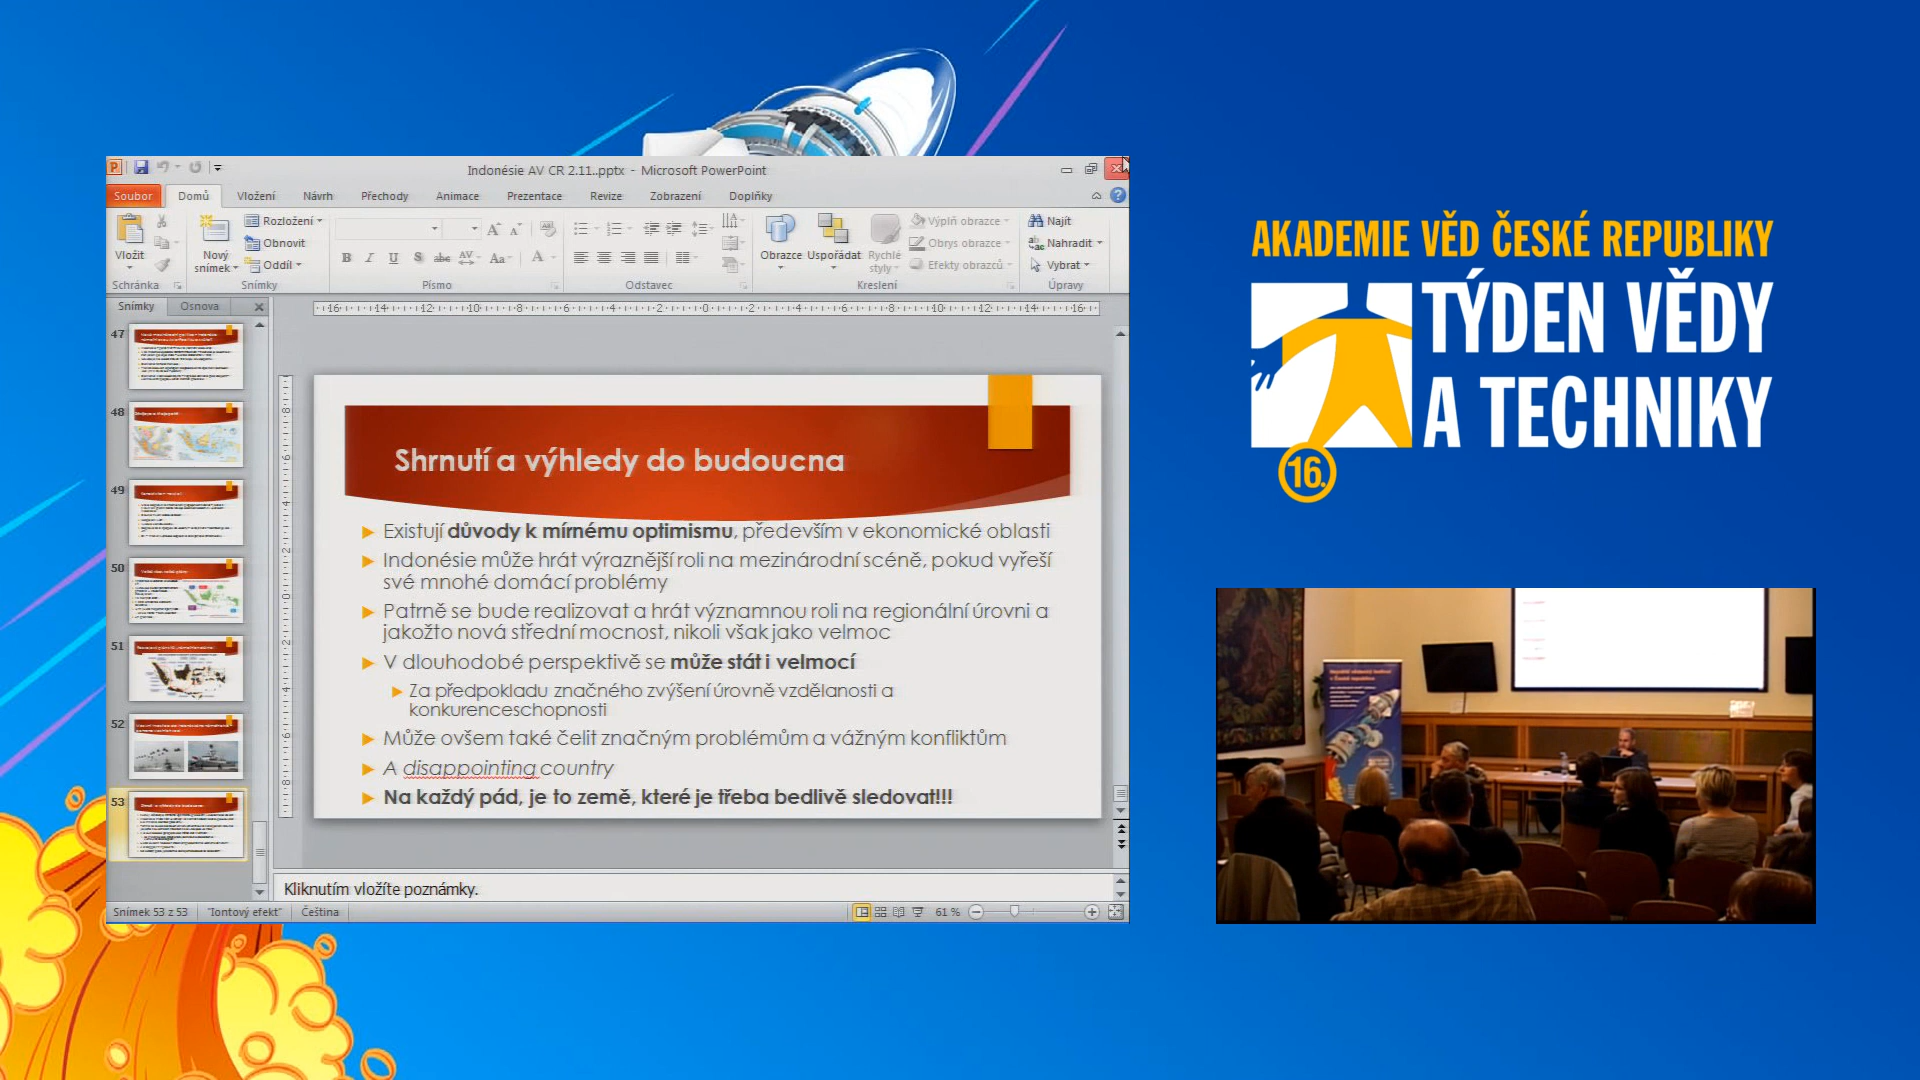 Indonésie AV CR 2.11..pptx - Microsoft PowerPoint
Soubor Domů Vložení Návrh Přechody Animace Prezentace Revize Zobrazení Doplňky
Vložit
Schránka
Nový snímek
Rozložení
Obnovit
Oddíl
Snímky
Písmo
Odstavec
Obrazce
Uspořádat
Rychlé styly
Výplň obrazce
Obrys obrazce
Efekty obrazců
Kreslení
Najít
Nahradit
Vybrat
Úpravy
Snímky Osnova
47
48
49
50
51
52
53
Shrnutí a výhledy do budoucna
Existují důvody k mírnému optimismu, především v ekonomické oblasti
Indonésie může hrát výraznější roli na mezinárodní scéně, pokud vyřeší
své mnohé domácí problémy
Patrně se bude realizovat a hrát významnou roli na regionální úrovni a
jakožto nová střední mocnost, nikoli však jako velmoc
V dlouhodobé perspektivě se může stát i velmocí
Za předpokladu značného zvýšení úrovně vzdělanosti a
konkurenceschopnosti
Může ovšem také čelit značným problémům a vážným konfliktům
A disappointing country
Na každý pád, je to země, které je třeba bedlivě sledovat!!!
Kliknutím vložíte poznámky.
Snímek 53 z 53 "Iontový efekt" Čeština 61 %
AKADEMIE VĚD ČESKÉ REPUBLIKY
TÝDEN VĚDY
A TECHNIKY
16.